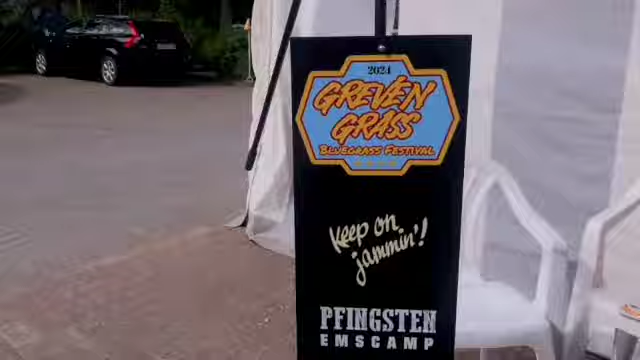 2024
GREVEN
GRASS
BLUEGRASS FESTIVAL
Keep on
jammin'!
PFINGSTEN
EMSCAMP